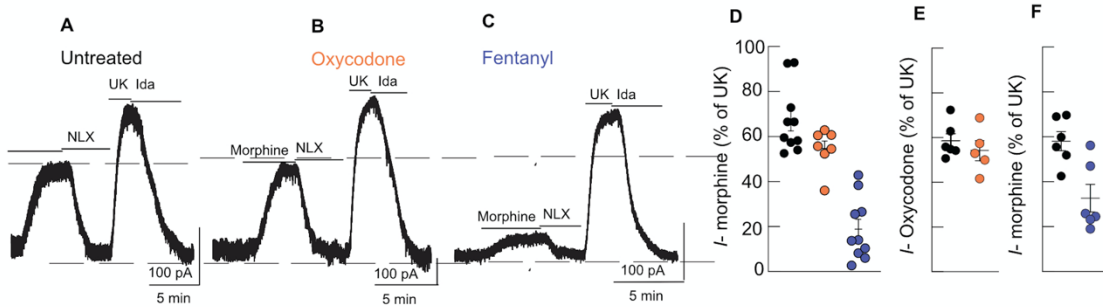 A
Untreated
UK Ida
NLX
100 pA
5 min
B
Oxycodone
UK Ida
Morphine NLX
100 pA
5 min
C
Fentanyl
UK Ida
Morphine NLX
100 pA
5 min
D
I- morphine (% of UK)
100
80
60
40
20
0
E
I- Oxycodone (% of UK)
F
I- morphine (% of UK)